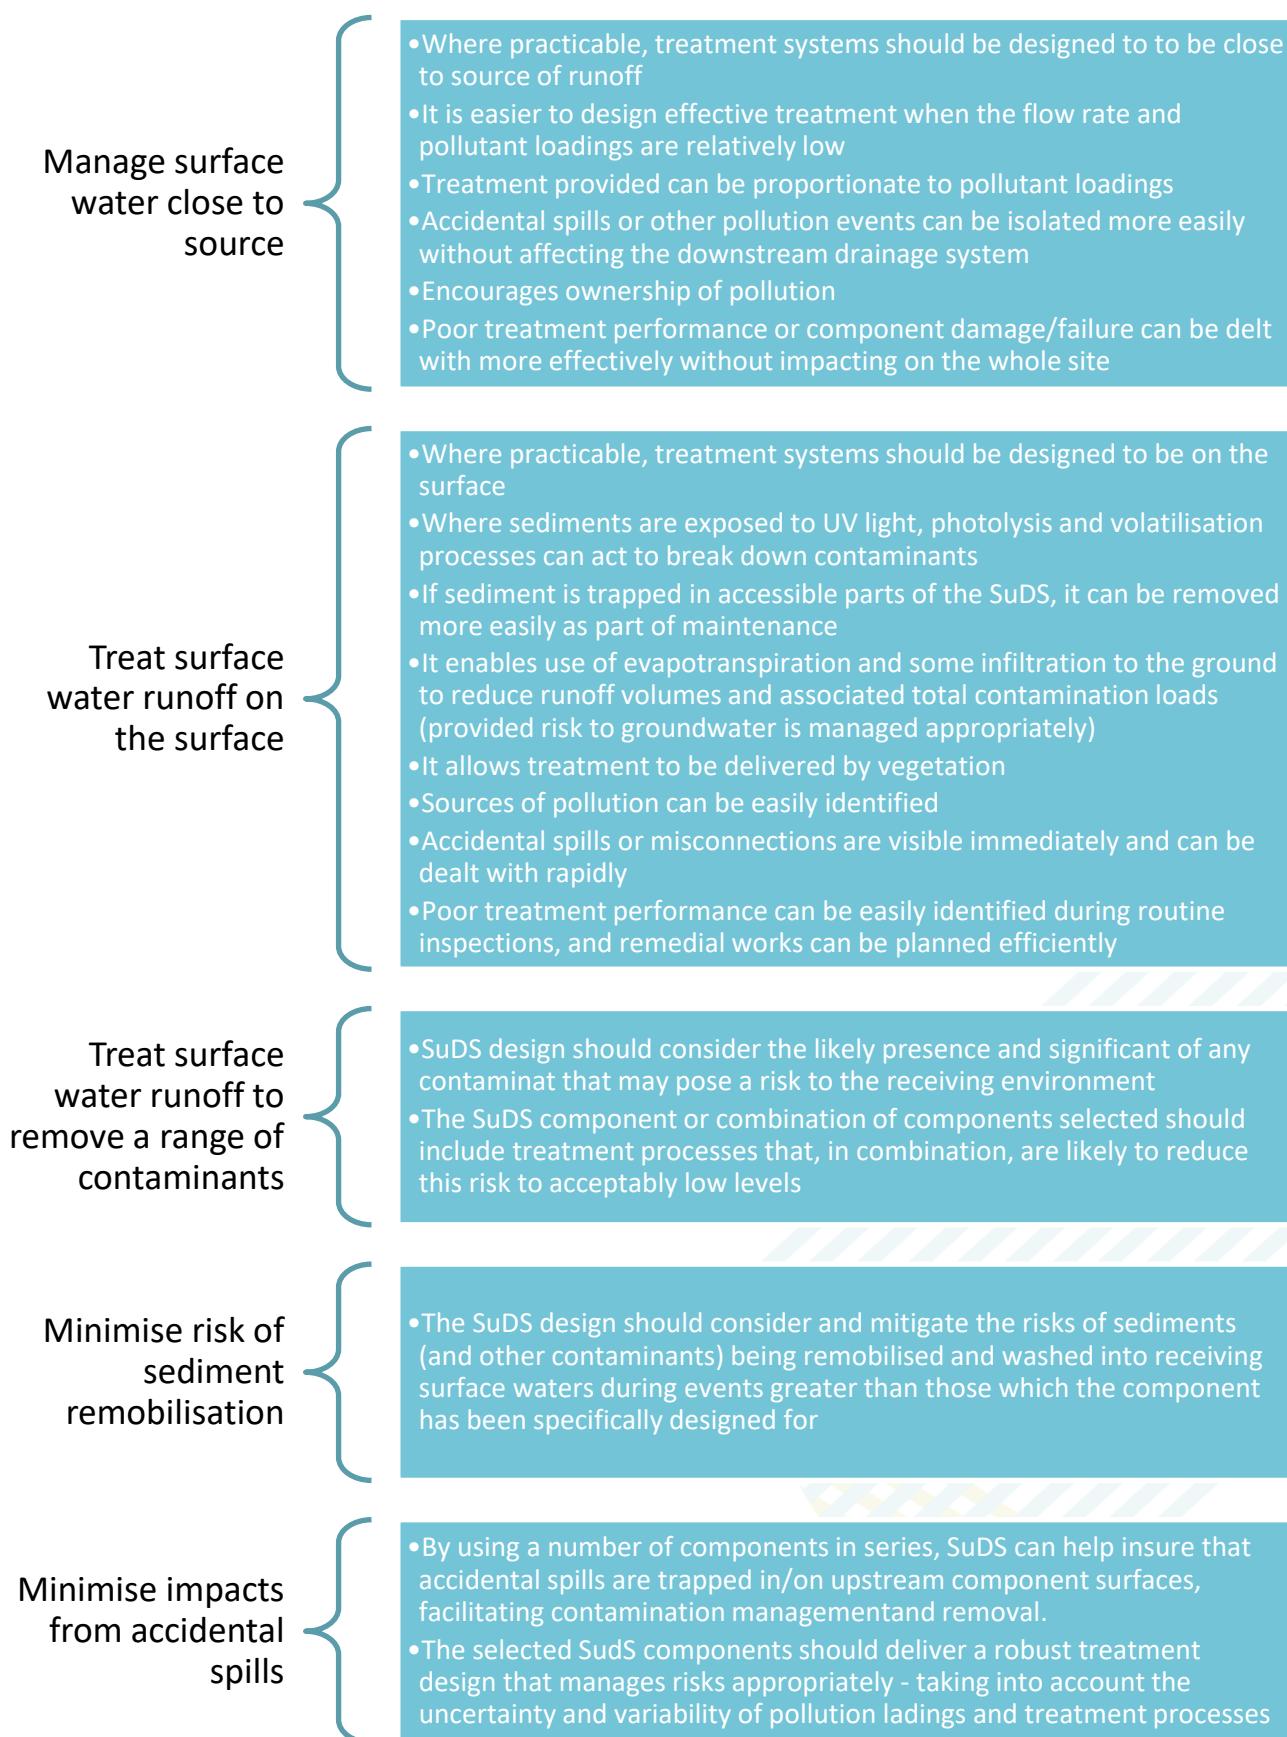 Manage surface
water close to
source
•Where practicable, treatment systems should be designed to to be close
to source of runoff
•It is easier to design effective treatment when the flow rate and
pollutant loadings are relatively low
•Treatment provided can be proportionate to pollutant loadings
•Accidental spills or other pollution events can be isolated more easily
without affecting the downstream drainage system
•Encourages ownership of pollution
•Poor treatment performance or component damage/failure can be delt
with more effectively without impacting on the whole site
Treat surface
water runoff on
the surface
•Where practicable, treatment systems should be designed to be on the
surface
•Where sediments are exposed to UV light, photolysis and volatilisation
processes can act to break down contaminants
•If sediment is trapped in accessible parts of the SuDS, it can be removed
more easily as part of maintenance
•It enables use of evapotranspiration and some infiltration to the ground
to reduce runoff volumes and associated total contamination loads
(provided risk to groundwater is managed appropriately)
•It allows treatment to be delivered by vegetation
•Sources of pollution can be easily identified
•Accidental spills or misconnections are visible immediately and can be
dealt with rapidly
•Poor treatment performance can be easily identified during routine
inspections, and remedial works can be planned efficiently
Treat surface
water runoff to
remove a range of
contaminants
•SuDS design should consider the likely presence and significant of any
contaminat that may pose a risk to the receiving environment
•The SuDS component or combination of components selected should
include treatment processes that, in combination, are likely to reduce
this risk to acceptably low levels
Minimise risk of
sediment
remobilisation
•The SuDS design should consider and mitigate the risks of sediments
(and other contaminants) being remobilised and washed into receiving
surface waters during events greater than those which the component
has been specifically designed for
Minimise impacts
from accidental
spills
•By using a number of components in series, SuDS can help insure that
accidental spills are trapped in/on upstream component surfaces,
facilitating contamination managementand removal.
•The selected SudS components should deliver a robust treatment
design that manages risks appropriately - taking into account the
uncertainty and variability of pollution ladings and treatment processes